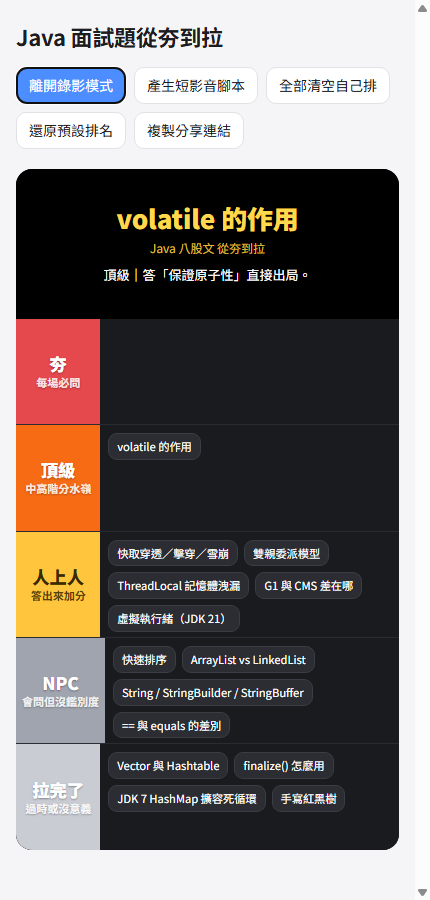 Java 面試題從夯到拉
離開錄影模式 產生短影音腳本 全部清空自己排
還原預設排名 複製分享連結
volatile 的作用
Java 八股文 從夯到拉
頂級｜答「保證原子性」直接出局。
夯
每場必問
頂級
中高階分水嶺
volatile 的作用
人上人
答出來加分
快取穿透／擊穿／雪崩 雙親委派模型
ThreadLocal 記憶體洩漏 G1 與 CMS 差在哪
虛擬執行緒（JDK 21）
NPC
會問但沒鑑別度
快速排序 ArrayList vs LinkedList
String / StringBuilder / StringBuffer
== 與 equals 的差別
拉完了
過時或沒意義
Vector 與 Hashtable finalize() 怎麼用
JDK 7 HashMap 擴容死循環 手寫紅黑樹